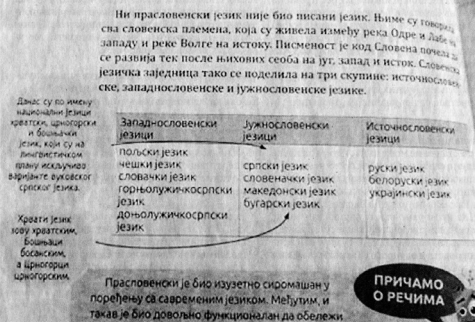 Ни прасловенски језик није био писани језик. Њиме су говорила
сва словенска племена, која су живела између река Одре и Лабе на
западу и реке Волге на истоку. Писменост је код Словена почела да
се развија тек после њихових сеоба на југ, запад и исток. Словенска
језичка заједница тако се поделила на три скупине: источнословен-
ске, западнословенске и јужнословенске језике.
Данас су по имену
национални језици
хрватски, црногорски
и бошњачки
језик, који су на
лингвистичком
плану искључиво
варијанте вуковског
српског језика.
Хрвати језик
зову хрватским,
Бошњаци
босанским,
а Црногорци
црногорским.
Западнословенски језици
Јужнословенски језици
Источнословенски језици
пољски језик
чешки језик
словачки језик
горњолужичкосрпски
језик
доњолужичкосрпски
језик
српски језик
словеначки језик
македонски језик
бугарски језик
руски језик
белоруски језик
украјински језик
Прасловенски је био изузетно сиромашан у
поређењу са савременим језиком. Међутим, и
такав је био довољно функционалан да обележи
ПРИЧАМО
О РЕЧИМА